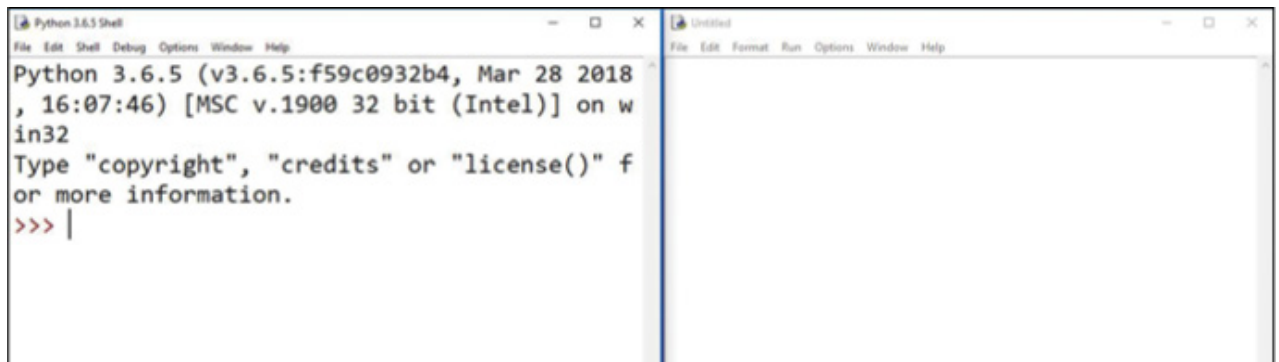 Python 3.6.5 Shell
File Edit Shell Debug Options Window Help
Python 3.6.5 (v3.6.5:f59c0932b4, Mar 28 2018
, 16:07:46) [MSC v.1900 32 bit (Intel)] on w
in32
Type "copyright", "credits" or "license()" f
or more information.
>>>
Untitled
File Edit Format Run Options Window Help